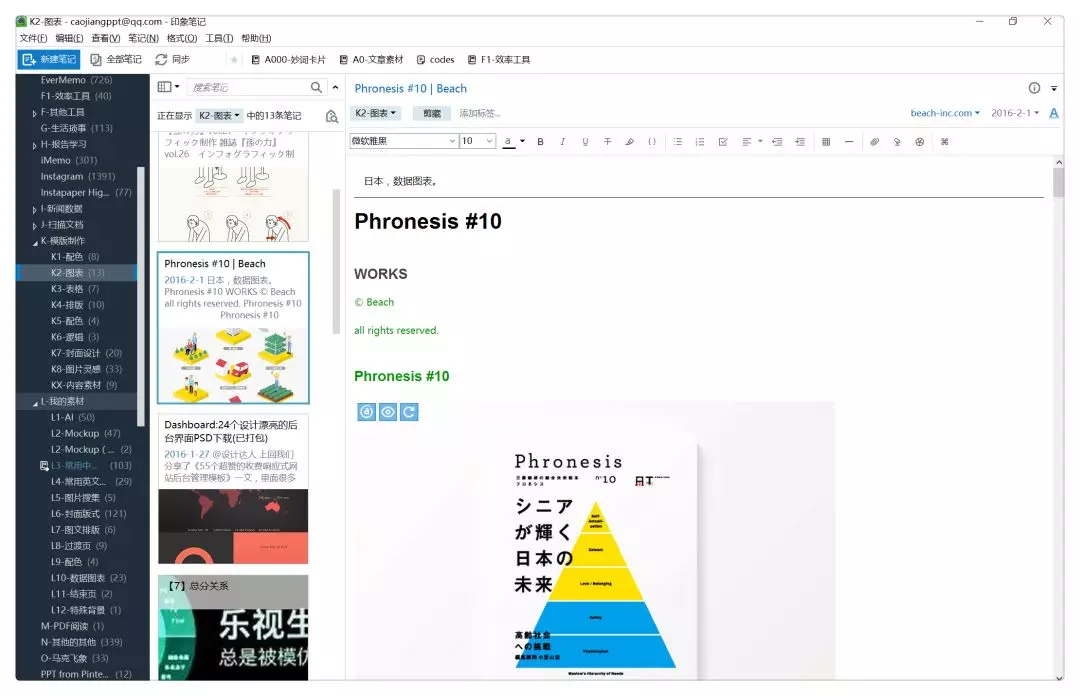 K2-图表 - caojiangppt@qq.com - 印象笔记
文件(F) 编辑(E) 查看(V) 笔记(N) 格式(O) 工具(T) 帮助(H)
新建笔记 全部笔记 同步 A000-妙词卡片 A0-文章素材 codes F1-效率工具
EverMemo (726)
F1-效率工具 (40)
F-其他工具
G-生活琐事 (113)
H-报告学习
iMemo (301)
Instagram (1391)
Instapaper Hig... (77)
I-新闻数据
J-扫描文档
K-模版制作
K1-配色 (8)
K2-图表 (13)
K3-表格 (7)
K4-排版 (10)
K5-配色 (4)
K6-逻辑 (3)
K7-封面设计 (20)
K8-图片灵感 (33)
KX-内容素材 (9)
L-我的素材
L1-AI (50)
L2-Mockup (47)
L2-Mockup (... (2)
L3-常用中... (103)
L4-常用英文... (29)
L5-图片搜集 (5)
L6-封面版式 (121)
L7-图文排版 (6)
L8-过渡页 (9)
L9-配色 (4)
L10-数据图表 (23)
L11-结束页 (2)
L12-特殊背景 (1)
M-PDF阅读 (1)
N-其他的其他 (339)
O-马克飞象 (33)
PPT from Pinte... (12)
搜索笔记
正在显示 K2-图表 中的13条笔记
フィック制作 雑誌『孫の力』
vol.26 インフォグラフィック制
Phronesis #10 | Beach
2016-2-1 日本，数据图表。
Phronesis #10 WORKS © Beach
all rights reserved. Phronesis #10
Phronesis #10
Dashboard:24个设计漂亮的后
台界面PSD下载(已打包)
2016-1-27 @设计达人 上回我们
分享了《55个超赞的收费响应式网
站后台管理模板》一文，里面很多
【7】总分关系
乐视生
总是被模仿
Phronesis #10 | Beach
K2-图表 剪藏 添加标签...
beach-inc.com 2016-2-1
微软雅黑 10
日本，数据图表。
Phronesis #10
WORKS
© Beach
all rights reserved.
Phronesis #10
Phronesis
n°10
シニア
が輝く
日本の
未来
Esteem
Love / Belonging
Safety
Physiological
高齢社会
への挑戦
Maslow's Hierarchy of Needs